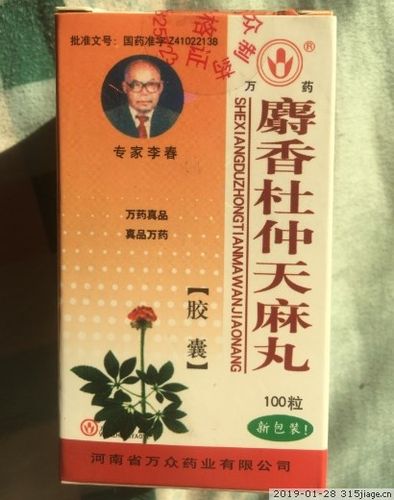 批准文号：国药准字Z41022138
万 药
专家李春
万药真品
真品万药
麝香杜仲天麻丸
SHEXIANGDUZHONGTIANMAWANJIAONANG
【胶囊】
100粒
新包装!
河南省万众药业有限公司
2019-01-28 315jiage.cn